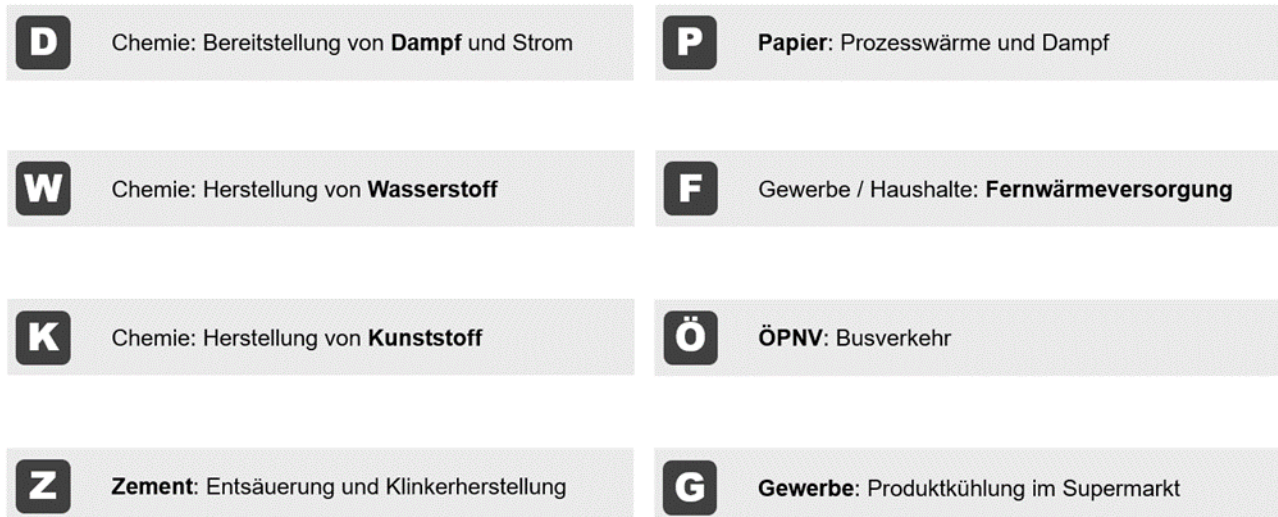 D Chemie: Bereitstellung von Dampf und Strom
P Papier: Prozesswärme und Dampf
W Chemie: Herstellung von Wasserstoff
F Gewerbe / Haushalte: Fernwärmeversorgung
K Chemie: Herstellung von Kunststoff
Ö ÖPNV: Busverkehr
Z Zement: Entsäuerung und Klinkerherstellung
G Gewerbe: Produktkühlung im Supermarkt